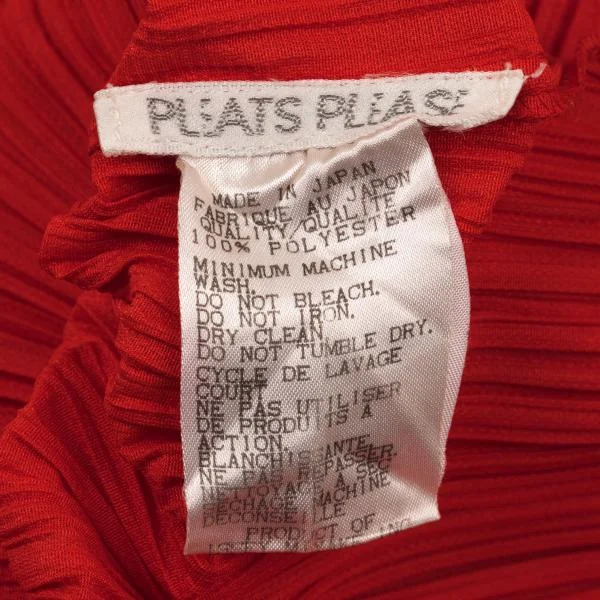 PLEATS PLEASE
MADE IN JAPAN
FABRIQUE AU JAPON
QUALITY/QUALITE
100% POLYESTER
MINIMUM MACHINE
WASH.
DO NOT BLEACH.
DO NOT IRON.
DRY CLEAN
DO NOT TUMBLE DRY.
CYCLE DE LAVAGE
COURT
NE PAS UTILISER
DE PRODUITS A
ACTION
BLANCHISSANTE.
NE PAS REPASSER.
NETTOYAGE A SEC
SECHAGE MACHINE
DECONSEILLE
PRODUCT OF